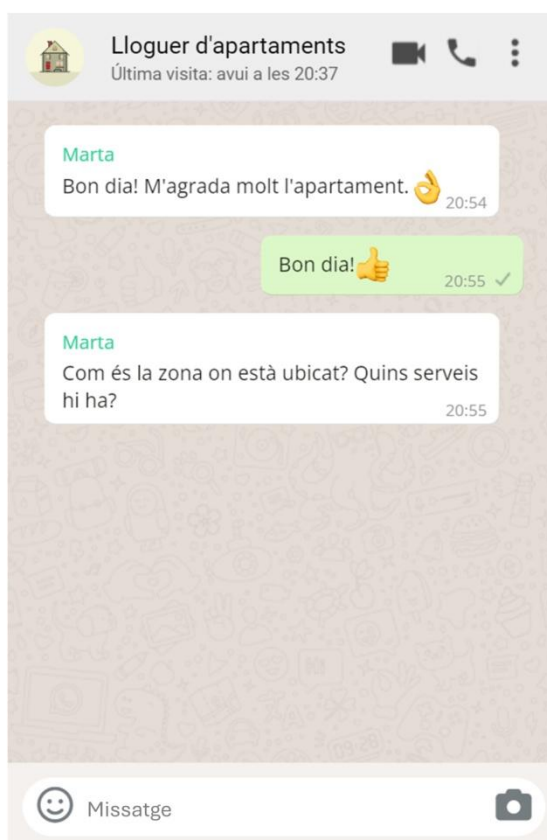 Lloguer d'apartaments
Última visita: avui a les 20:37
Marta
Bon dia! M'agrada molt l'apartament.👌
20:54
Bon dia!👍
20:55
Marta
Com és la zona on està ubicat? Quins serveis
hi ha?
20:55
Missatge